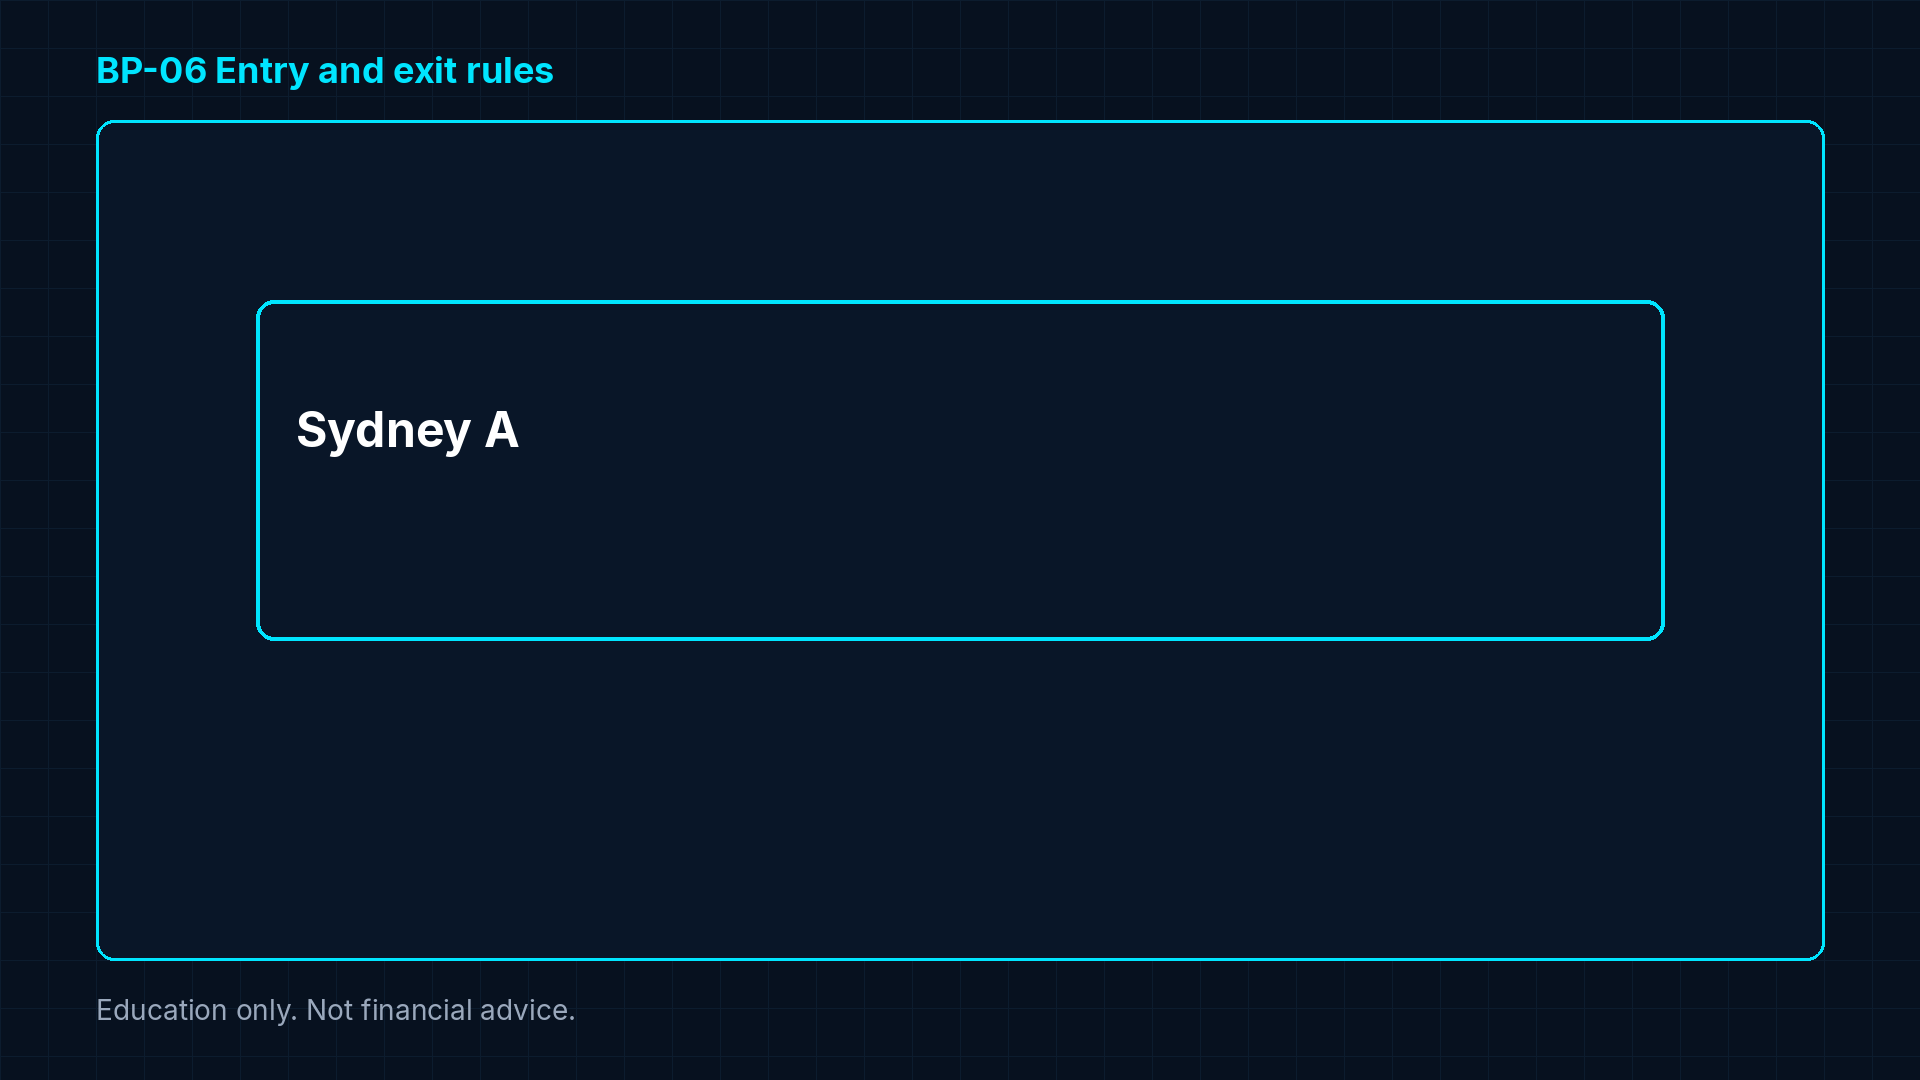 BP-06 Entry and exit rules
Sydney A
Education only. Not financial advice.